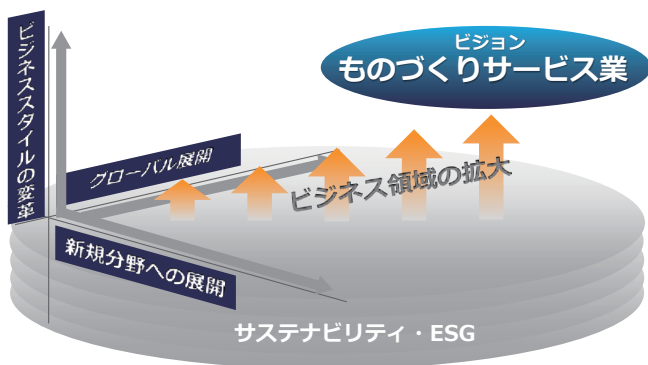 ビジネススタイルの変革
ビジョン
ものづくりサービス業
グローバル展開
ビジネス領域の拡大
新規分野への展開
サステナビリティ・ESG